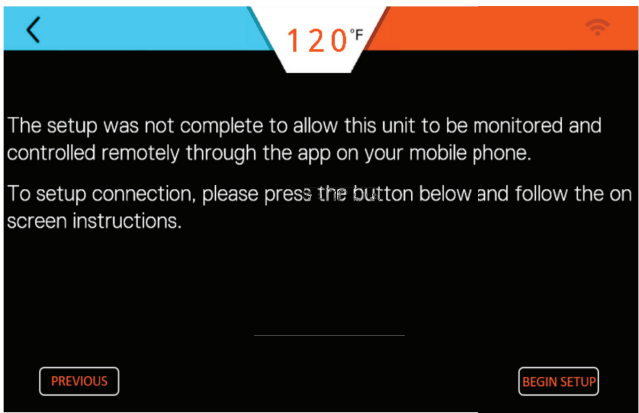 120°F
The setup was not complete to allow this unit to be monitored and
controlled remotely through the app on your mobile phone.
To setup connection, please press the button below and follow the on
screen instructions.
PREVIOUS
BEGIN SETUP